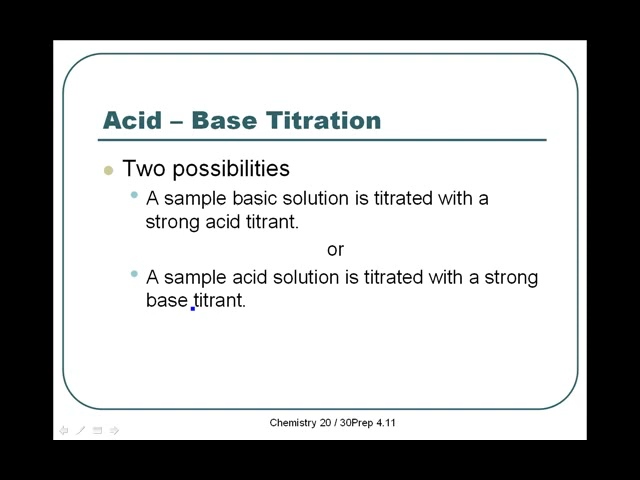 Acid – Base Titration
Two possibilities
A sample basic solution is titrated with a
strong acid titrant.
or
A sample acid solution is titrated with a strong
base titrant.
Chemistry 20 / 30Prep 4.11